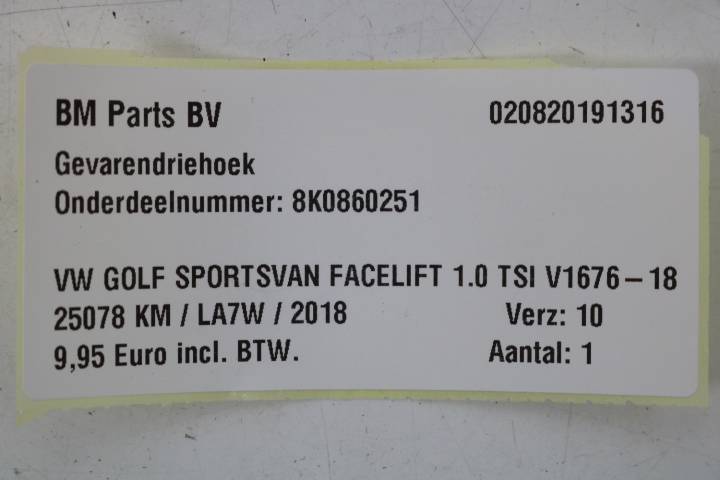 BM Parts BV 020820191316
Gevarendriehoek
Onderdeelnummer: 8K0860251
VW GOLF SPORTSVAN FACELIFT 1.0 TSI V1676-18
25078 KM / LA7W / 2018 Verz: 10
9,95 Euro incl. BTW. Aantal: 1